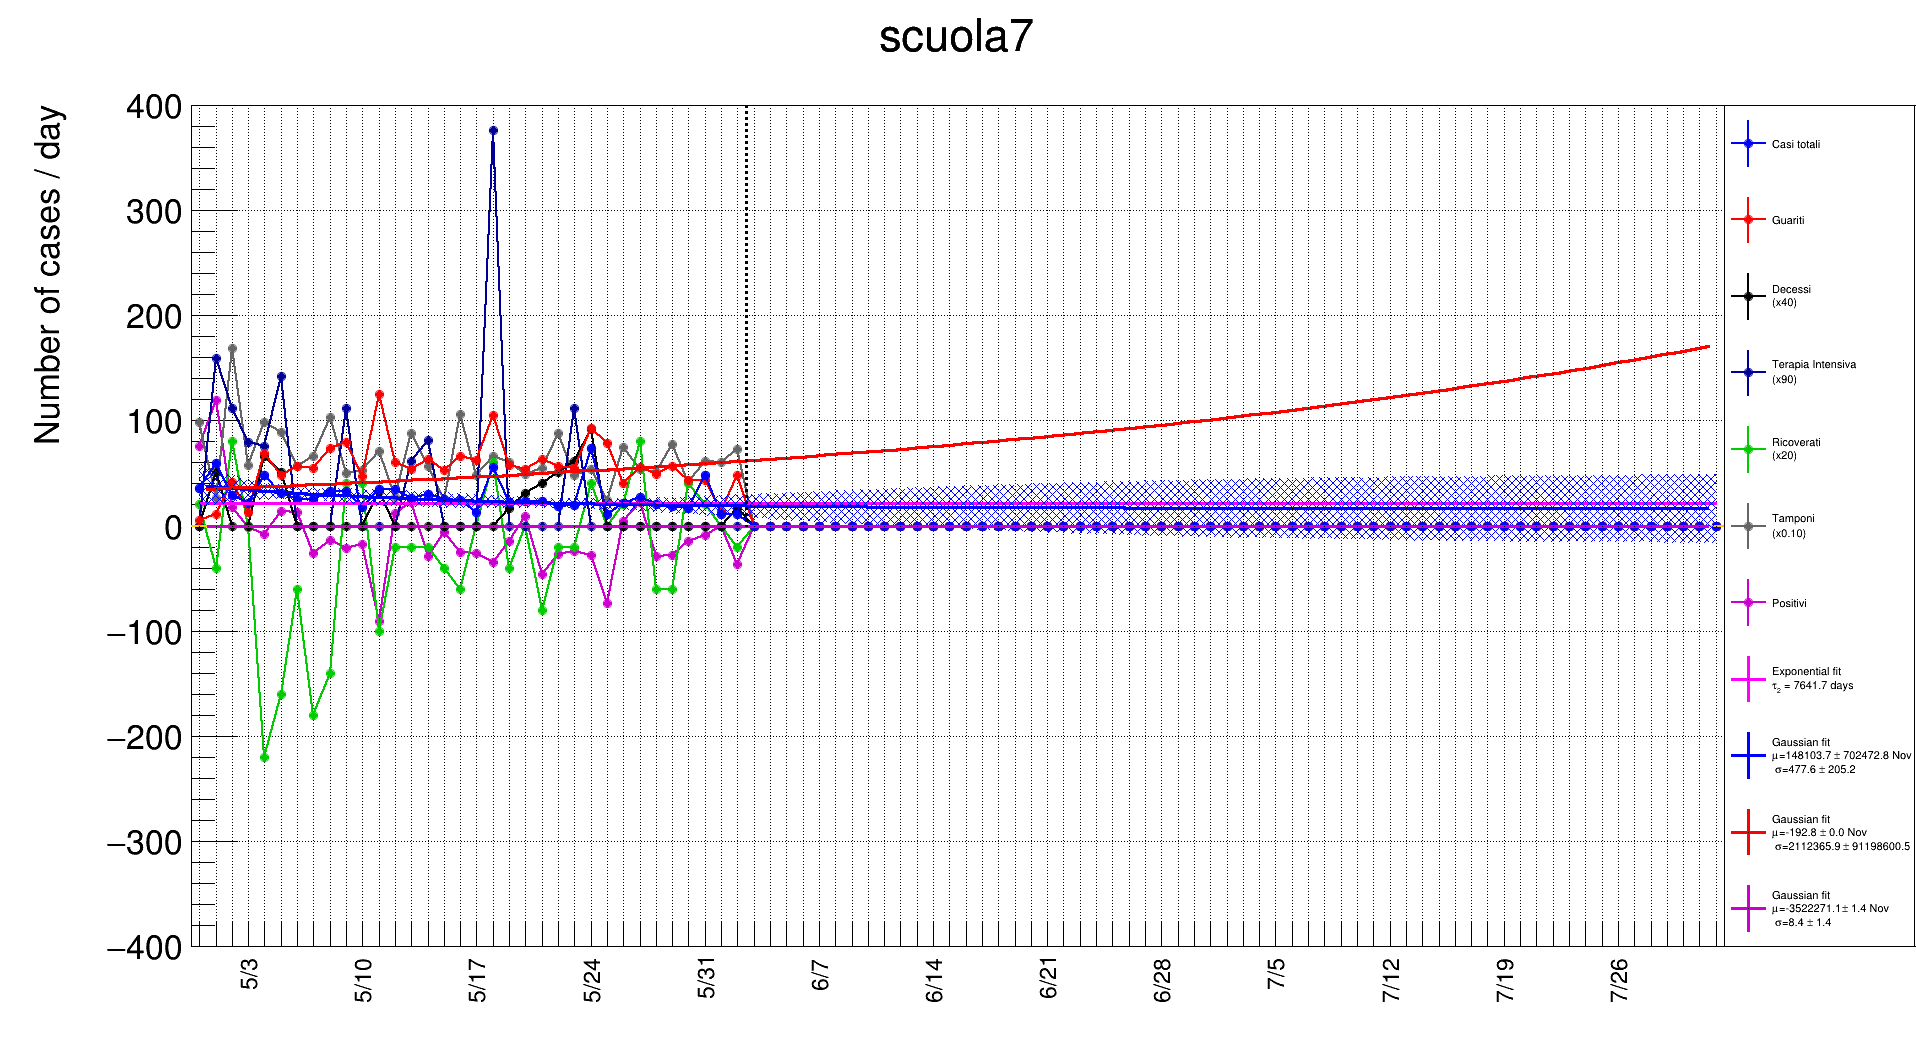 scuola7
Number of cases / day
400
300
200
100
0
−100
−200
−300
−400
5/3
5/10
5/17
5/24
5/31
6/7
6/14
6/21
6/28
7/5
7/12
7/19
7/26
Casi totali
Guariti
Decessi
(x40)
Terapia Intensiva
(x90)
Ricoverati
(x20)
Tamponi
(x0.10)
Positivi
Exponential fit
τ₂ = 7641.7 days
Gaussian fit
μ=148103.7 ± 702472.8 Nov
σ=477.6 ± 205.2
Gaussian fit
μ=-192.8 ± 0.0 Nov
σ=2112365.9 ± 91198600.5
Gaussian fit
μ=-3522271.1 ± 1.4 Nov
σ=8.4 ± 1.4